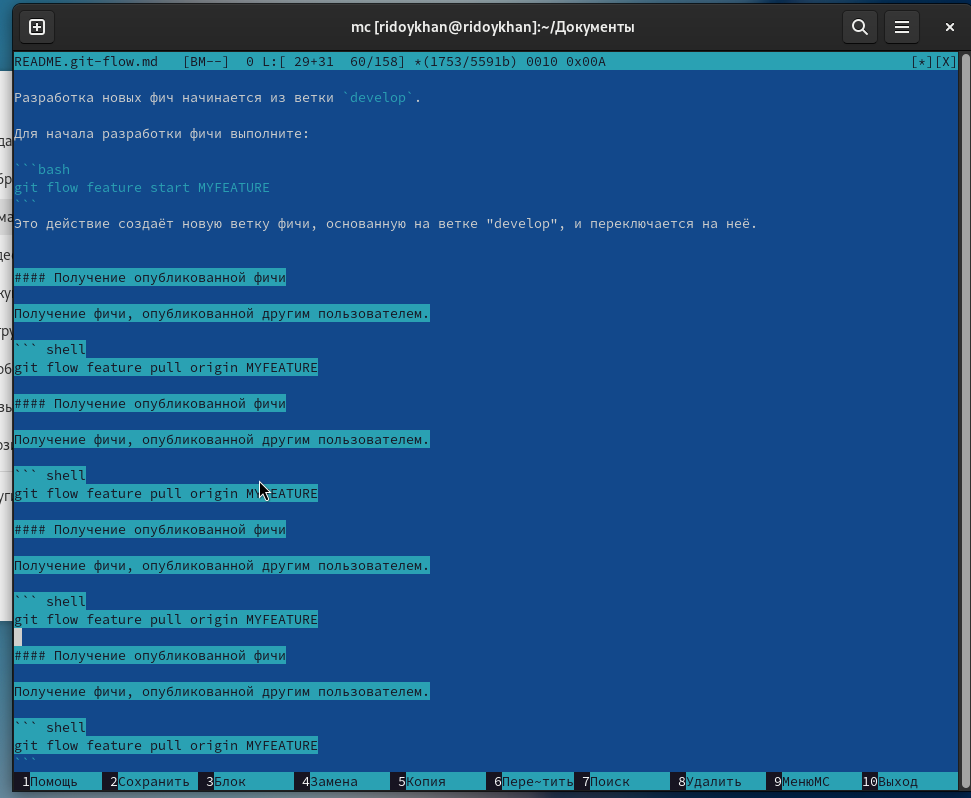 mc [ridoykhan@ridoykhan]:~/Документы
README.git-flow.md [BM--] 0 L:[ 29+31 60/158] *(1753/5591b) 0010 0x00A [*][X]
Разработка новых фич начинается из ветки `develop`.
Для начала разработки фичи выполните:
```bash
git flow feature start MYFEATURE
```
Это действие создаёт новую ветку фичи, основанную на ветке "develop", и переключается на неё.
#### Получение опубликованной фичи
Получение фичи, опубликованной другим пользователем.
``` shell
git flow feature pull origin MYFEATURE
#### Получение опубликованной фичи
Получение фичи, опубликованной другим пользователем.
``` shell
git flow feature pull origin MYFEATURE
#### Получение опубликованной фичи
Получение фичи, опубликованной другим пользователем.
``` shell
git flow feature pull origin MYFEATURE
#### Получение опубликованной фичи
Получение фичи, опубликованной другим пользователем.
``` shell
git flow feature pull origin MYFEATURE
```
1Помощь 2Сохранить 3Блок 4Замена 5Копия 6Пере~тить 7Поиск 8Удалить 9МенюМС 10Выход